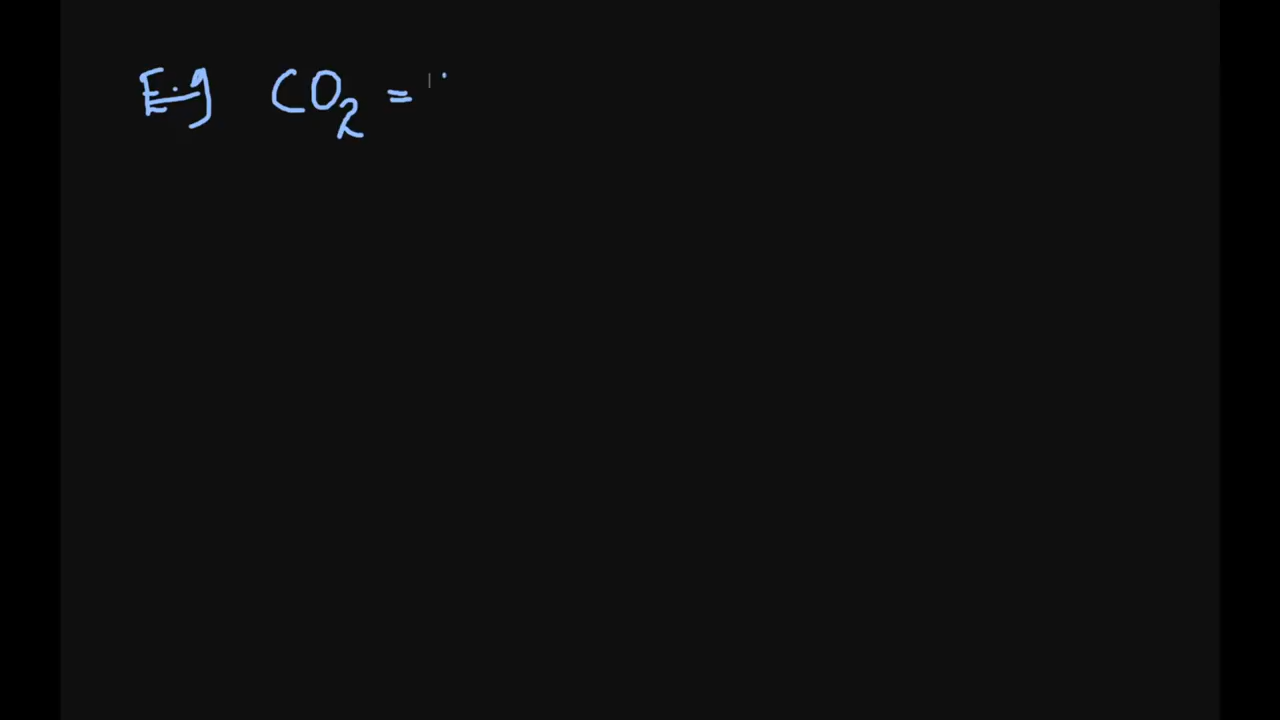 E.g CO₂ =